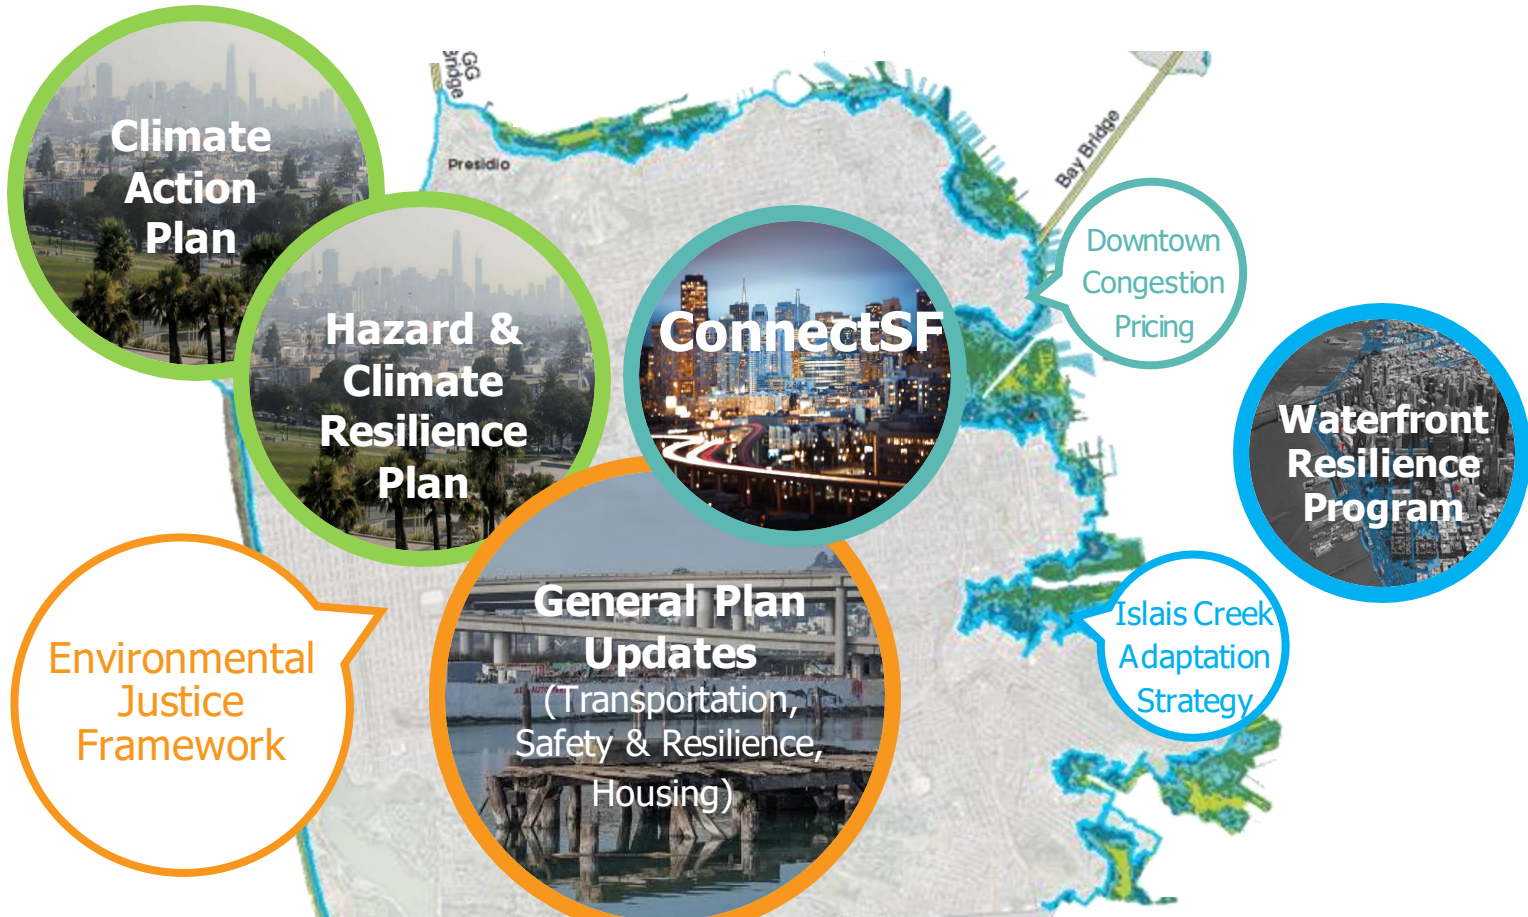 GG
Bridge
Climate
Action
Plan
Presidio
Bay Bridge
Hazard &
Climate
Resilience
Plan
ConnectSF
Downtown
Congestion
Pricing
Waterfront
Resilience
Program
Environmental
Justice
Framework
General Plan
Updates
(Transportation,
Safety & Resilience,
Housing)
Islais Creek
Adaptation
Strategy